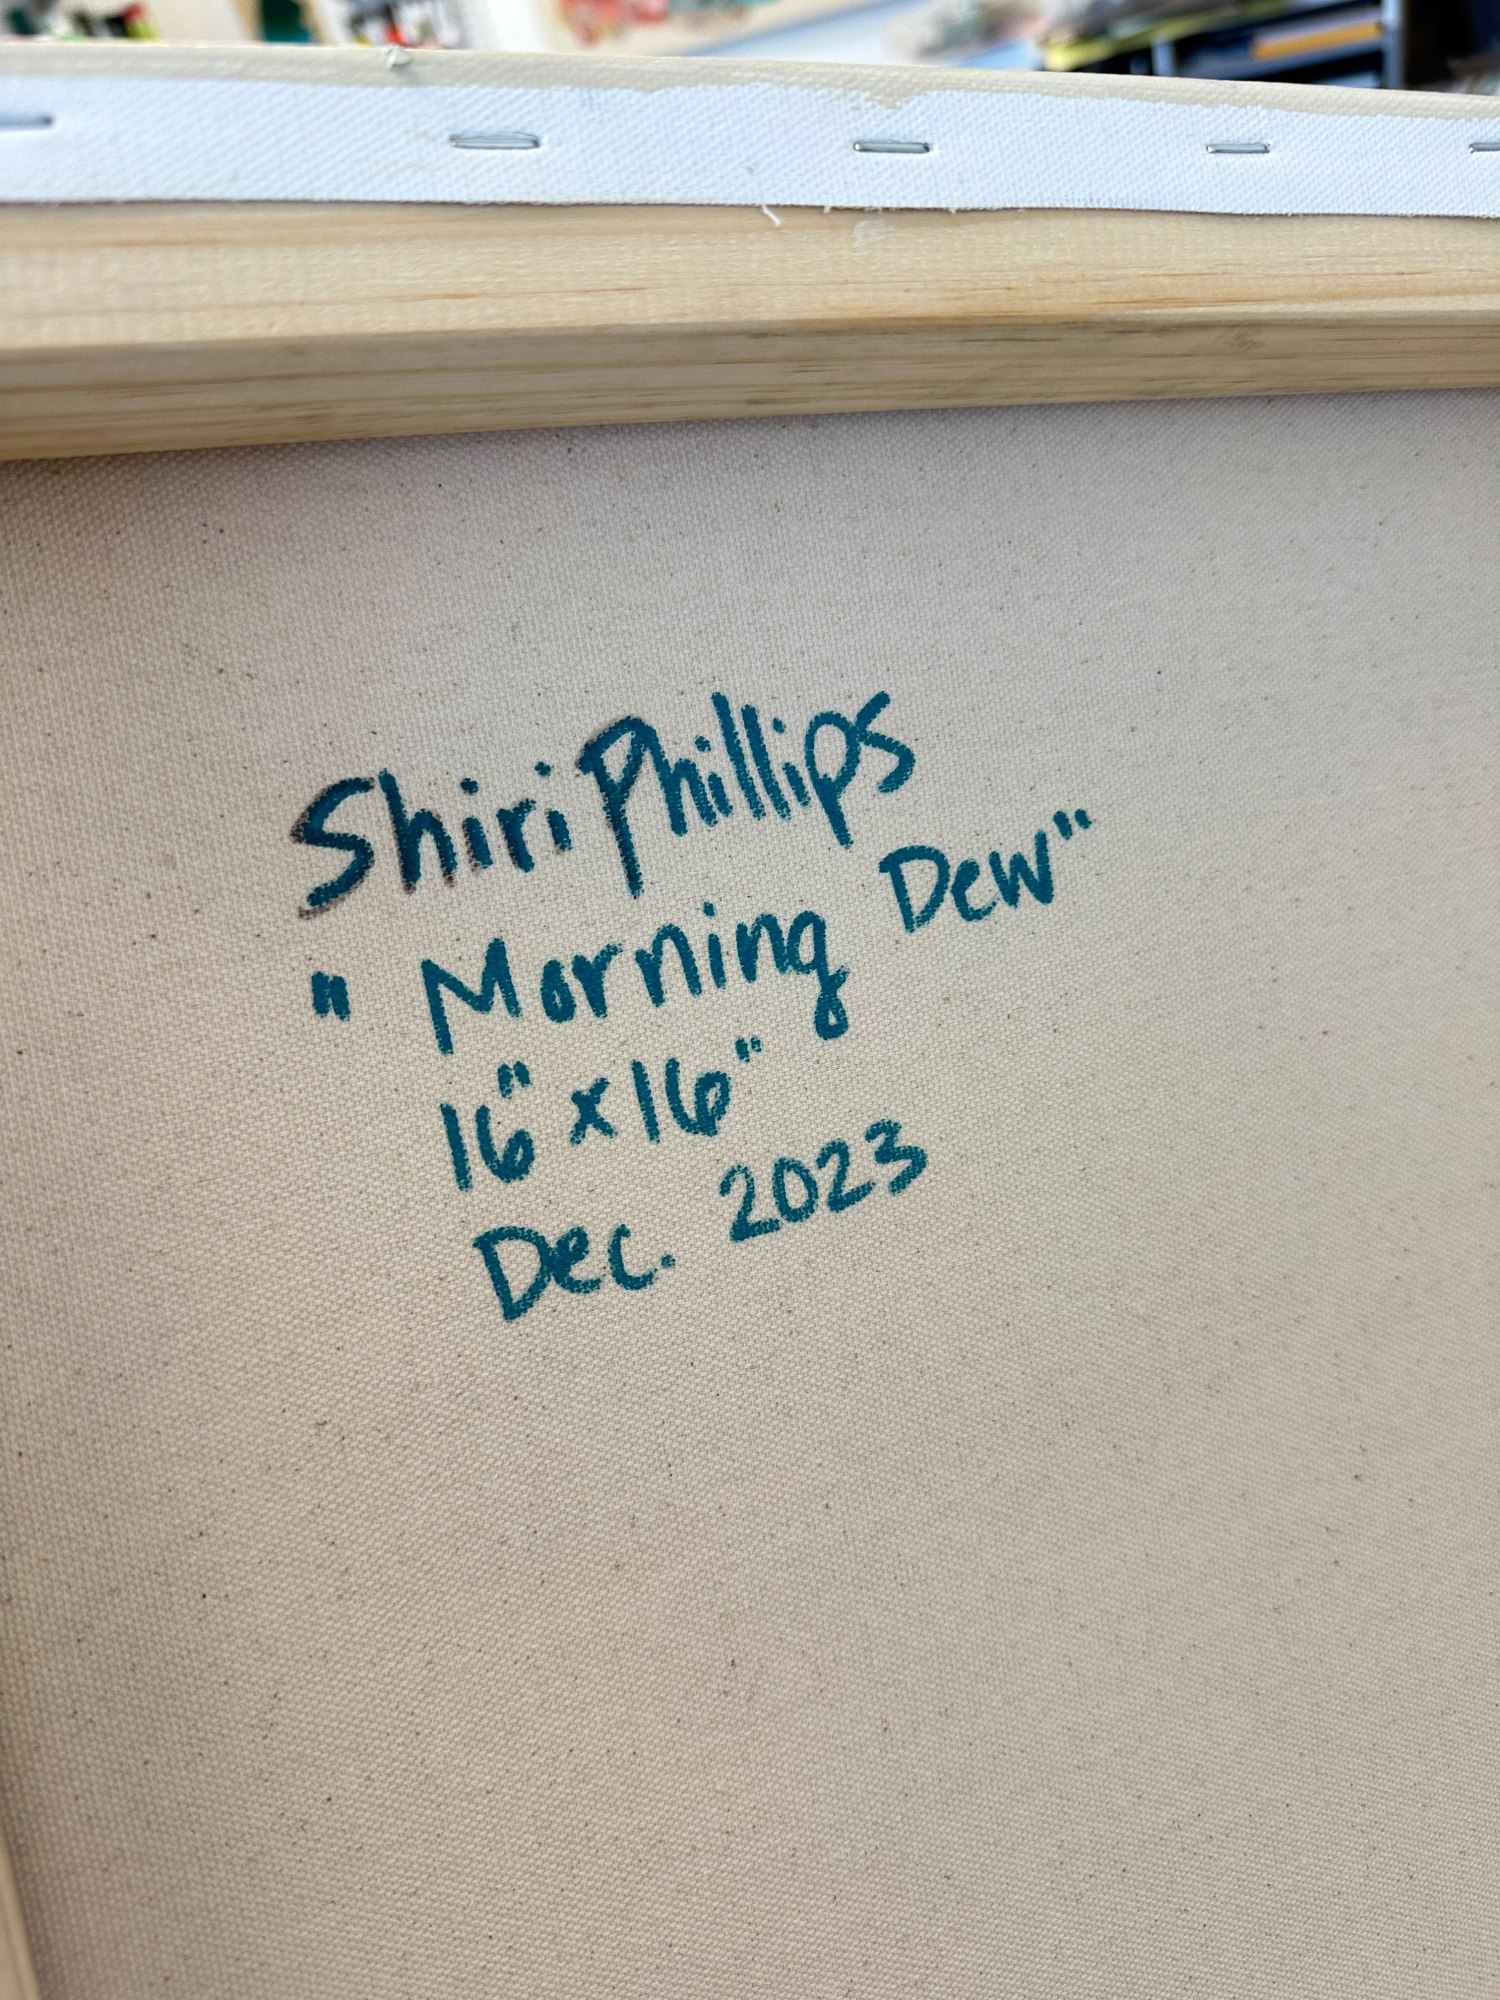 Shiri Phillips
"Morning Dew"
16" x 16"
Dec. 2023